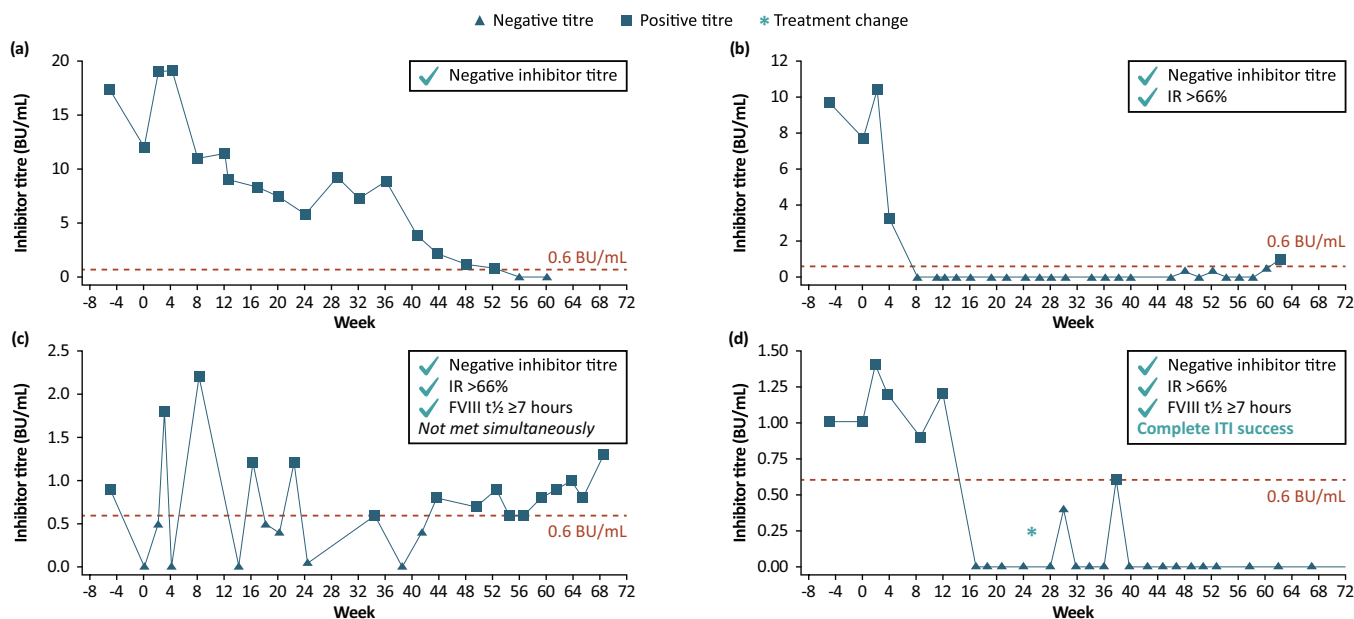 Negative titre Positive titre * Treatment change
(a)
Inhibitor titre (BU/mL)
20
15
10
5
0
✓ Negative inhibitor titre
0.6 BU/mL
-8 -4 0 4 8 12 16 20 24 28 32 36 40 44 48 52 56 60 64 68 72
Week
(b)
Inhibitor titre (BU/mL)
12
10
8
6
4
2
0
✓ Negative inhibitor titre
✓ IR >66%
0.6 BU/mL
-8 -4 0 4 8 12 16 20 24 28 32 36 40 44 48 52 56 60 64 68 72
Week
(c)
Inhibitor titre (BU/mL)
2.5
2.0
1.5
1.0
0.5
0.0
✓ Negative inhibitor titre
✓ IR >66%
✓ FVIII t½ ≥7 hours
Not met simultaneously
0.6 BU/mL
-8 -4 0 4 8 12 16 20 24 28 32 36 40 44 48 52 56 60 64 68 72
Week
(d)
Inhibitor titre (BU/mL)
1.50
1.25
1.00
0.75
0.50
0.25
0.00
✓ Negative inhibitor titre
✓ IR >66%
✓ FVIII t½ ≥7 hours
Complete ITI success
0.6 BU/mL
*
-8 -4 0 4 8 12 16 20 24 28 32 36 40 44 48 52 56 60 64 68 72
Week